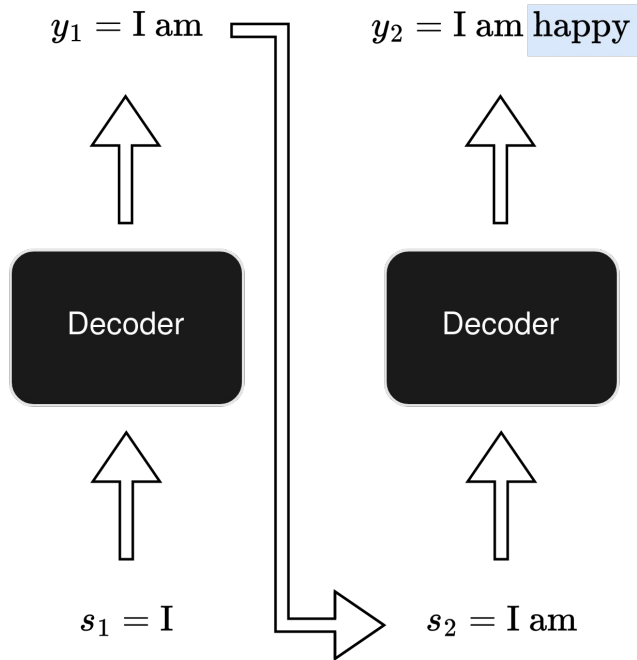 y₁ = I am
y₂ = I am happy
Decoder
Decoder
s₁ = I
s₂ = I am